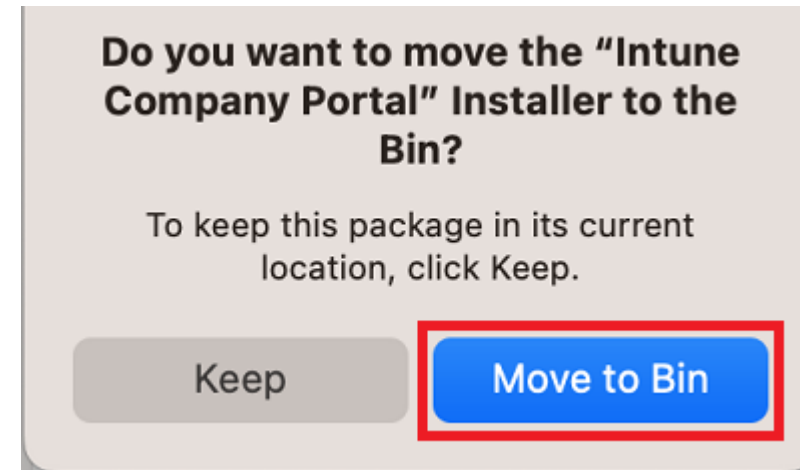 Do you want to move the “Intune
Company Portal” Installer to the
Bin?
To keep this package in its current
location, click Keep.
Keep
Move to Bin